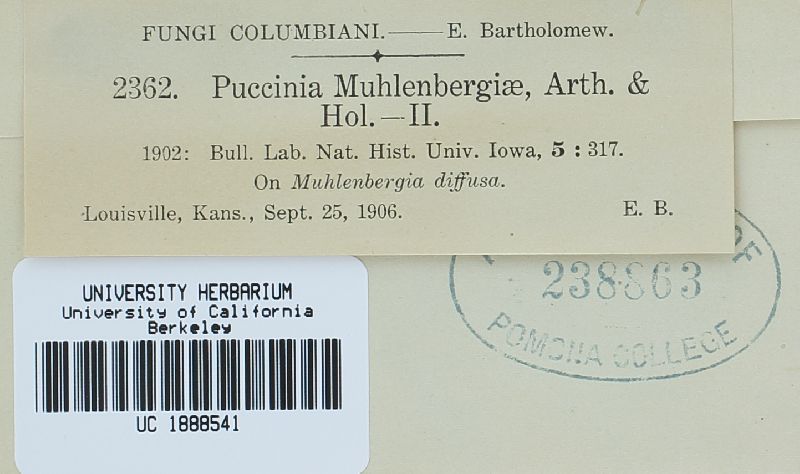 FUNGI COLUMBIANI.——E. Bartholomew.
2362. Puccinia Muhlenbergiæ, Arth. &
Hol.—II.
1902: Bull. Lab. Nat. Hist. Univ. Iowa, 5 : 317.
On Muhlenbergia diffusa.
Louisville, Kans., Sept. 25, 1906. E. B.
OF
238863
POMONA COLLEGE
UNIVERSITY HERBARIUM
University of California
Berkeley
UC 1888541